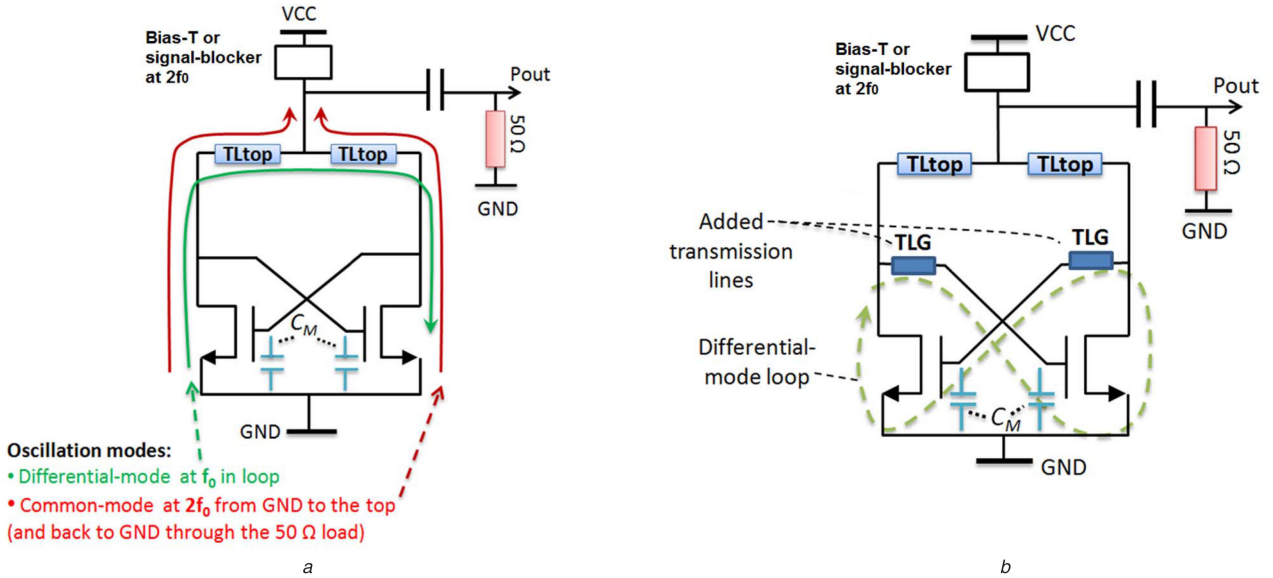 VCC
Bias-T or
signal-blocker
at 2f0
Pout
50 Ω
TLtop
TLtop
GND
CM
GND
Oscillation modes:
• Differential-mode at f0 in loop
• Common-mode at 2f0 from GND to the top
(and back to GND through the 50 Ω load)
a
VCC
Bias-T or
signal-blocker
at 2f0
Pout
50 Ω
TLtop
TLtop
GND
Added
transmission
lines
TLG
TLG
Differential-
mode loop
CM
GND
b